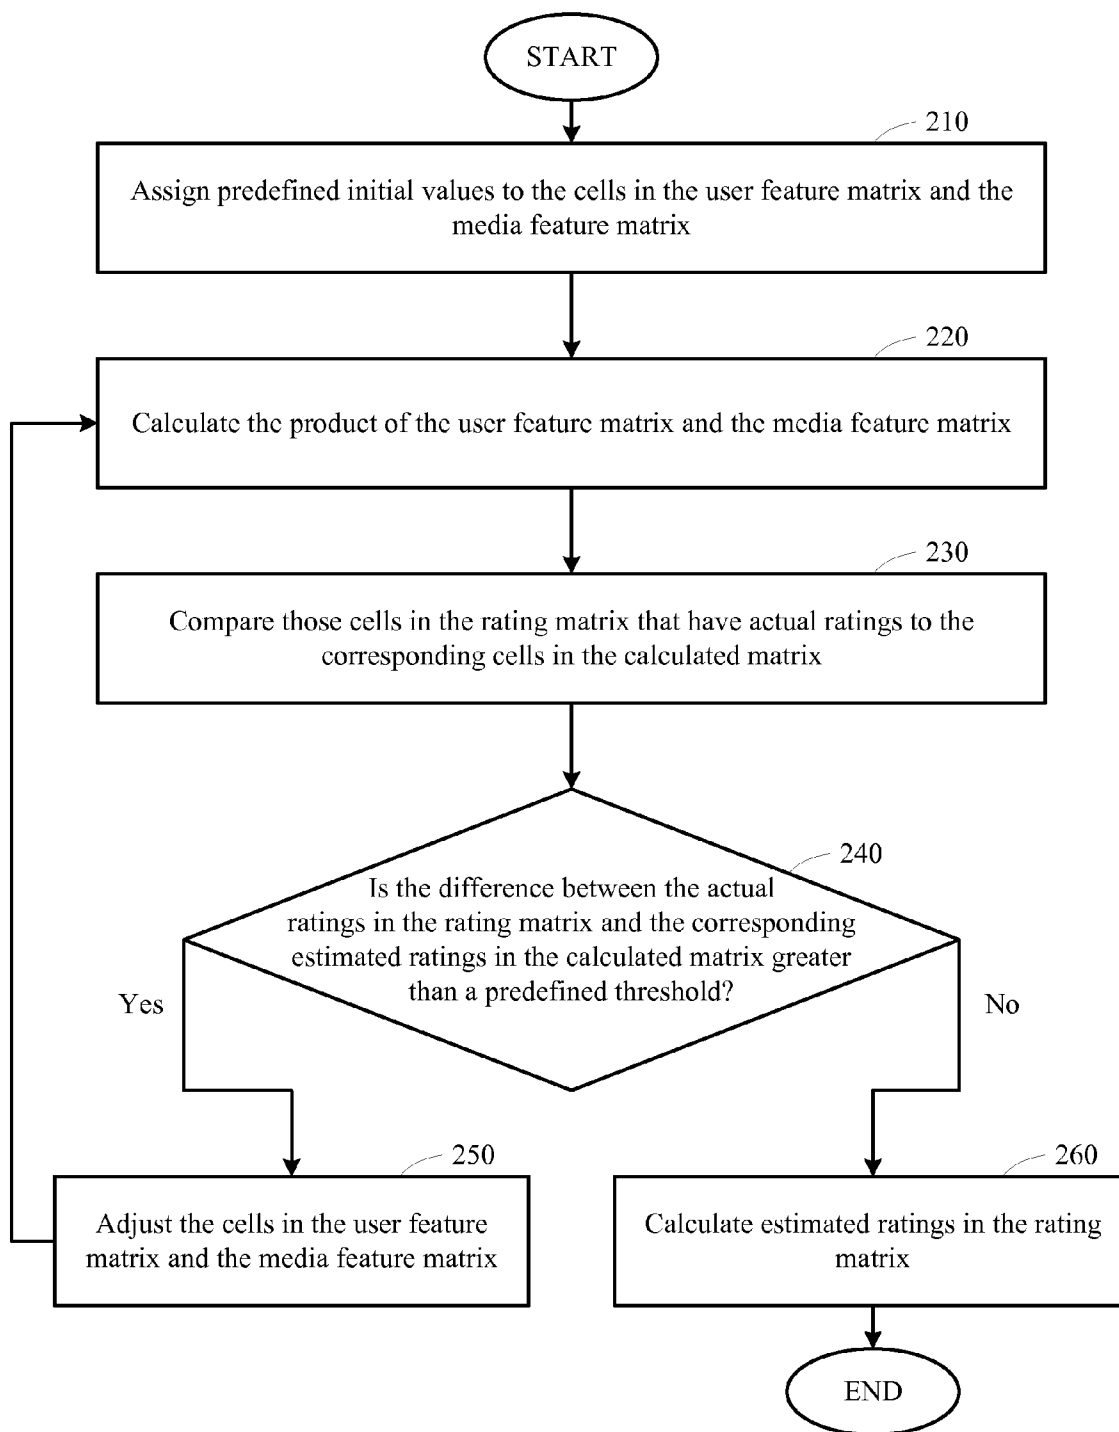 START
210
Assign predefined initial values to the cells in the user feature matrix and the
media feature matrix
220
Calculate the product of the user feature matrix and the media feature matrix
230
Compare those cells in the rating matrix that have actual ratings to the
corresponding cells in the calculated matrix
240
Is the difference between the actual
ratings in the rating matrix and the corresponding
estimated ratings in the calculated matrix greater
than a predefined threshold?
Yes
No
250
Adjust the cells in the user feature
matrix and the media feature matrix
260
Calculate estimated ratings in the rating
matrix
END